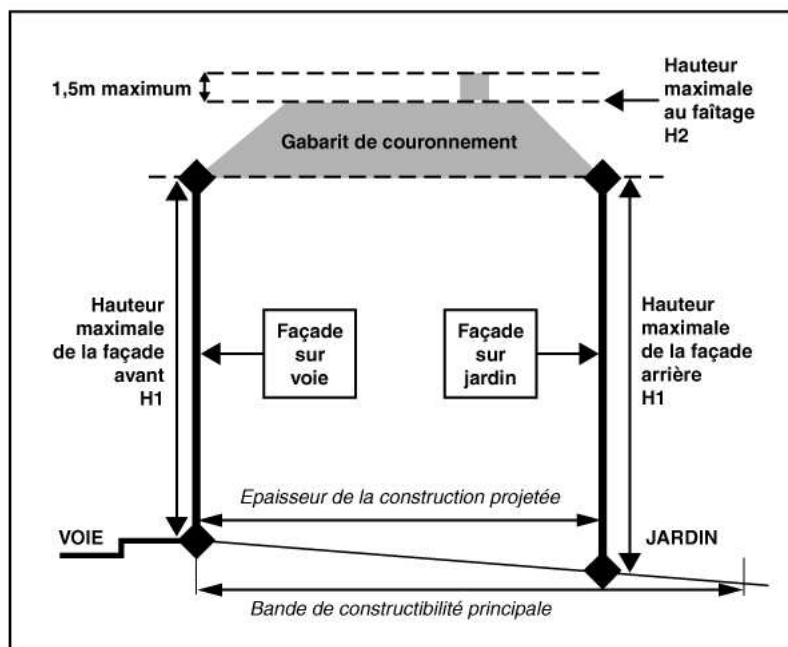 1,5m maximum
Hauteur
maximale
au faîtage
H2
Gabarit de couronnement
Hauteur
maximale
de la façade
avant
H1
Façade
sur
voie
Façade
sur
jardin
Hauteur
maximale
de la façade
arrière
H1
Epaisseur de la construction projetée
VOIE
JARDIN
Bande de constructibilité principale